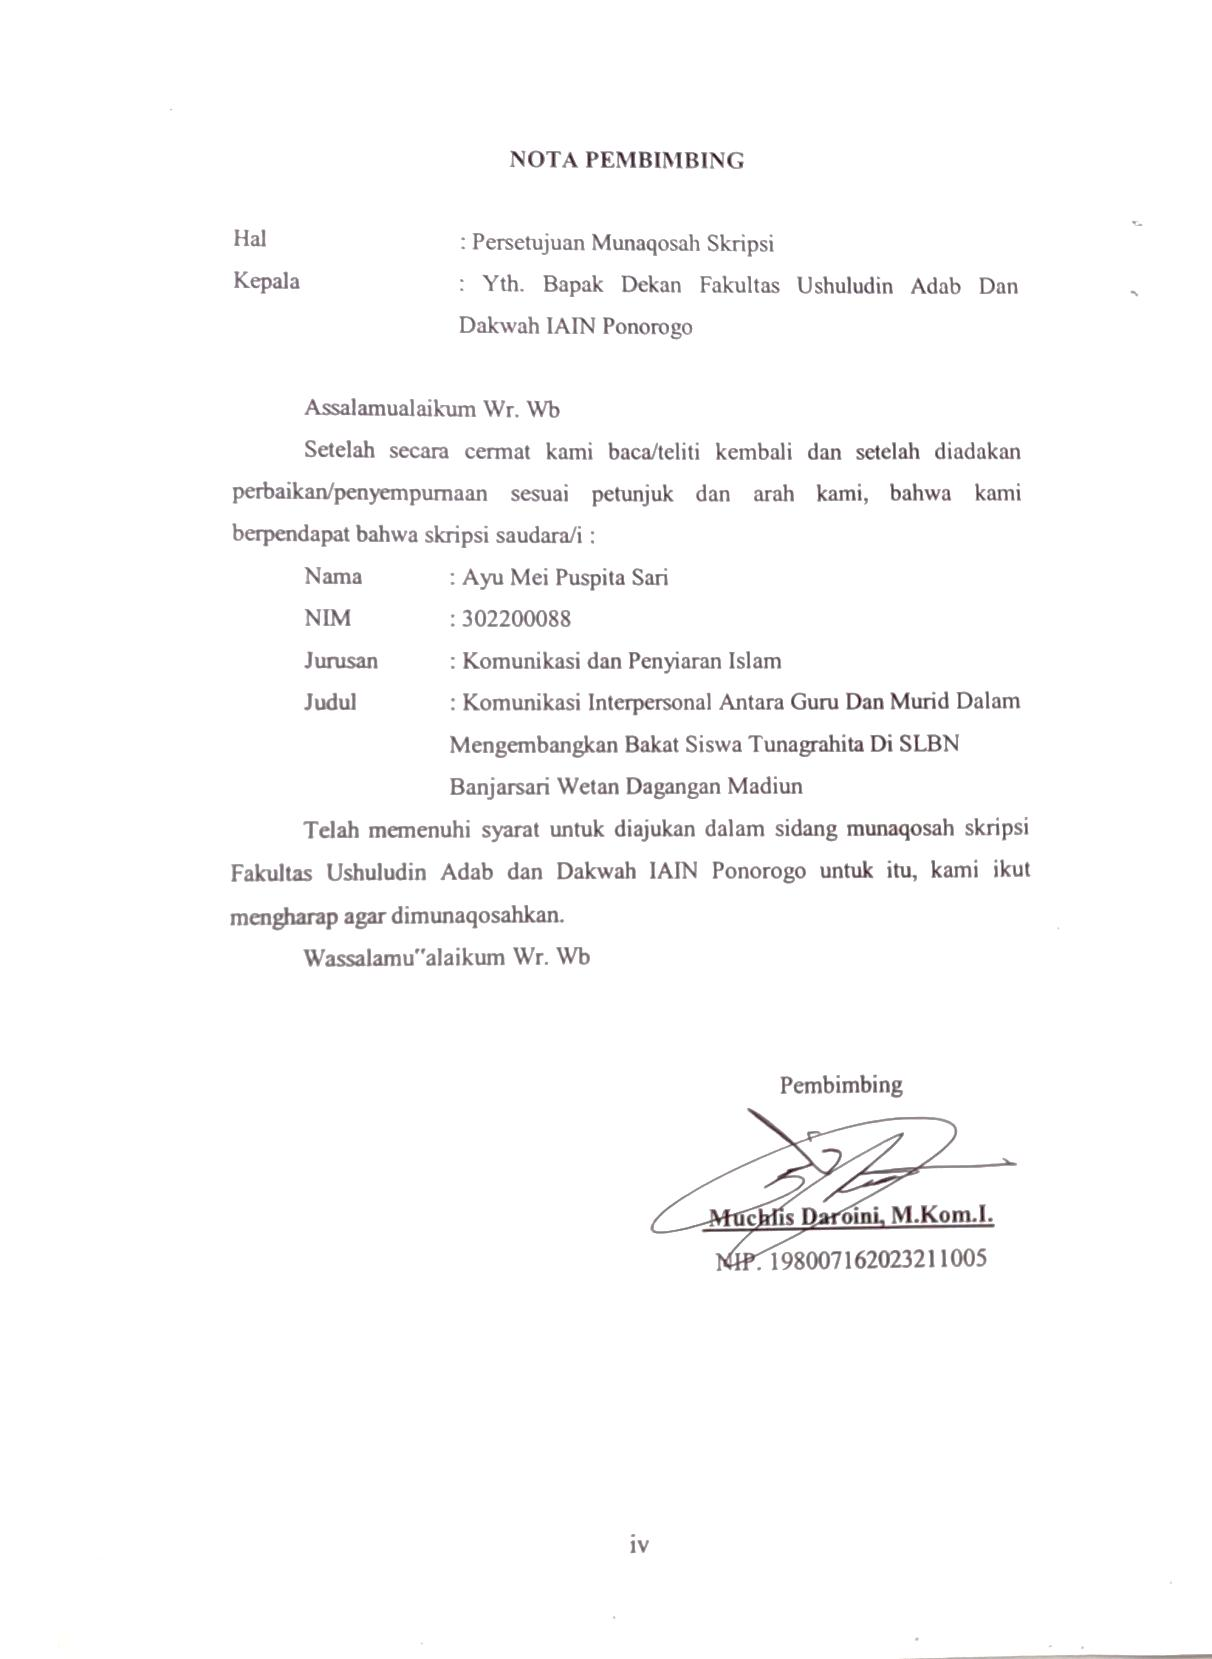 NOTA PEMBIMBING
Hal : Persetujuan Munaqosah Skripsi
Kepala : Yth. Bapak Dekan Fakultas Ushuludin Adab Dan
Dakwah IAIN Ponorogo
Assalamualaikum Wr. Wb
Setelah secara cermat kami baca/teliti kembali dan setelah diadakan
perbaikan/penyempurnaan sesuai petunjuk dan arah kami, bahwa kami
berpendapat bahwa skripsi saudara/i :
Nama : Ayu Mei Puspita Sari
NIM : 302200088
Jurusan : Komunikasi dan Penyiaran Islam
Judul : Komunikasi Interpersonal Antara Guru Dan Murid Dalam
Mengembangkan Bakat Siswa Tunagrahita Di SLBN
Banjarsari Wetan Dagangan Madiun
Telah memenuhi syarat untuk diajukan dalam sidang munaqosah skripsi
Fakultas Ushuludin Adab dan Dakwah IAIN Ponorogo untuk itu, kami ikut
mengharap agar dimunaqosahkan.
Wassalamu"alaikum Wr. Wb
Pembimbing
Muchlis Daroini, M.Kom.I.
NIP. 198007162023211005
iv